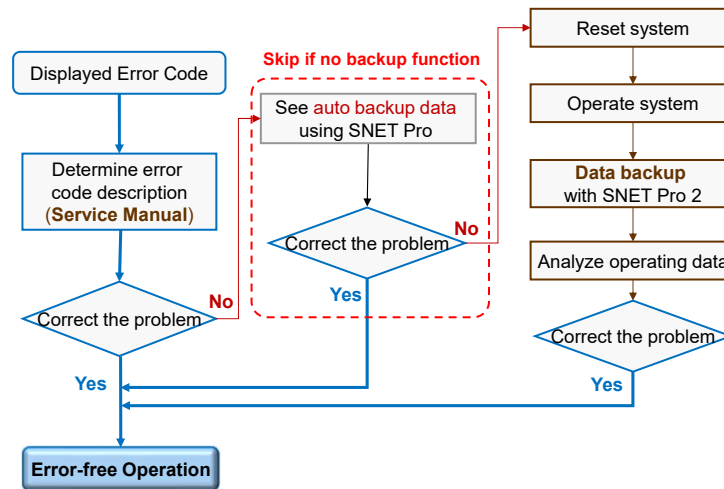 Displayed Error Code
Determine error
code description
(Service Manual)
Correct the problem
No
Yes
Error-free Operation
Skip if no backup function
See auto backup data
using SNET Pro
Correct the problem
No
Yes
Reset system
Operate system
Data backup
with SNET Pro 2
Analyze operating data
Correct the problem
Yes